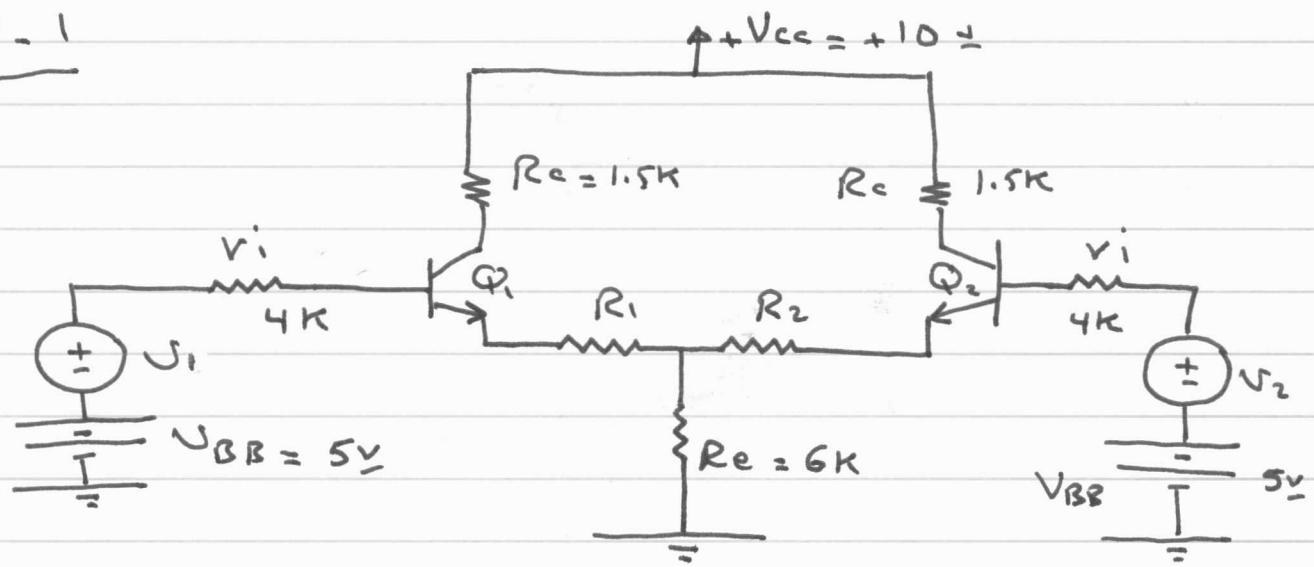 - 1
+Vcc = +10 v
Rc = 1.5K
Rc 1.5K
ri
4K
Q1
R1
R2
Q2
ri
4K
+
-
V1
+
-
V2
VBB = 5v
Re = 6K
VBB 5v